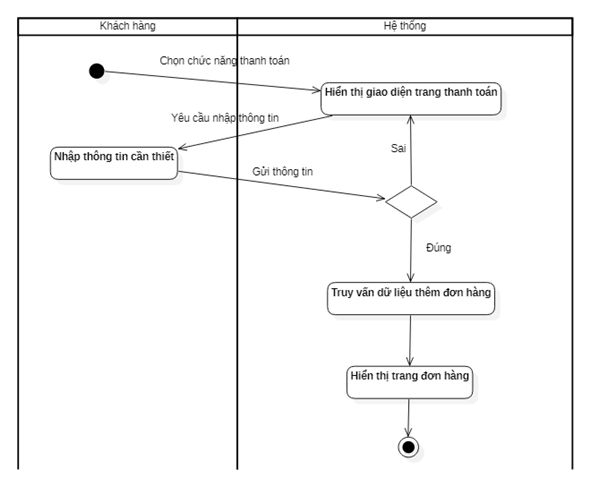 Khách hàng
Hệ thống
Chọn chức năng thanh toán
Hiển thị giao diện trang thanh toán
Yêu cầu nhập thông tin
Nhập thông tin cần thiết
Sai
Gửi thông tin
Đúng
Truy vấn dữ liệu thêm đơn hàng
Hiển thị trang đơn hàng